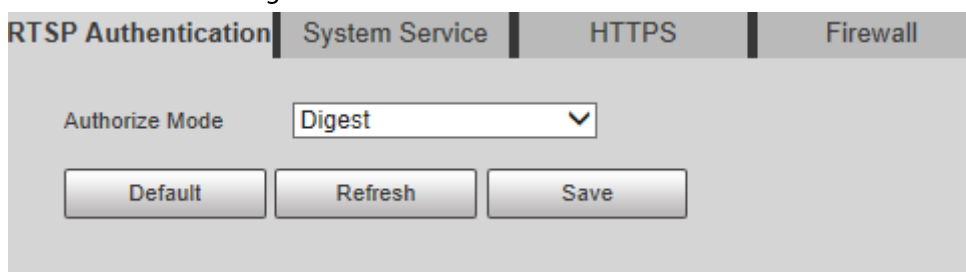 RTSP Authentication System Service HTTPS Firewall
Authorize Mode Digest
Default Refresh Save